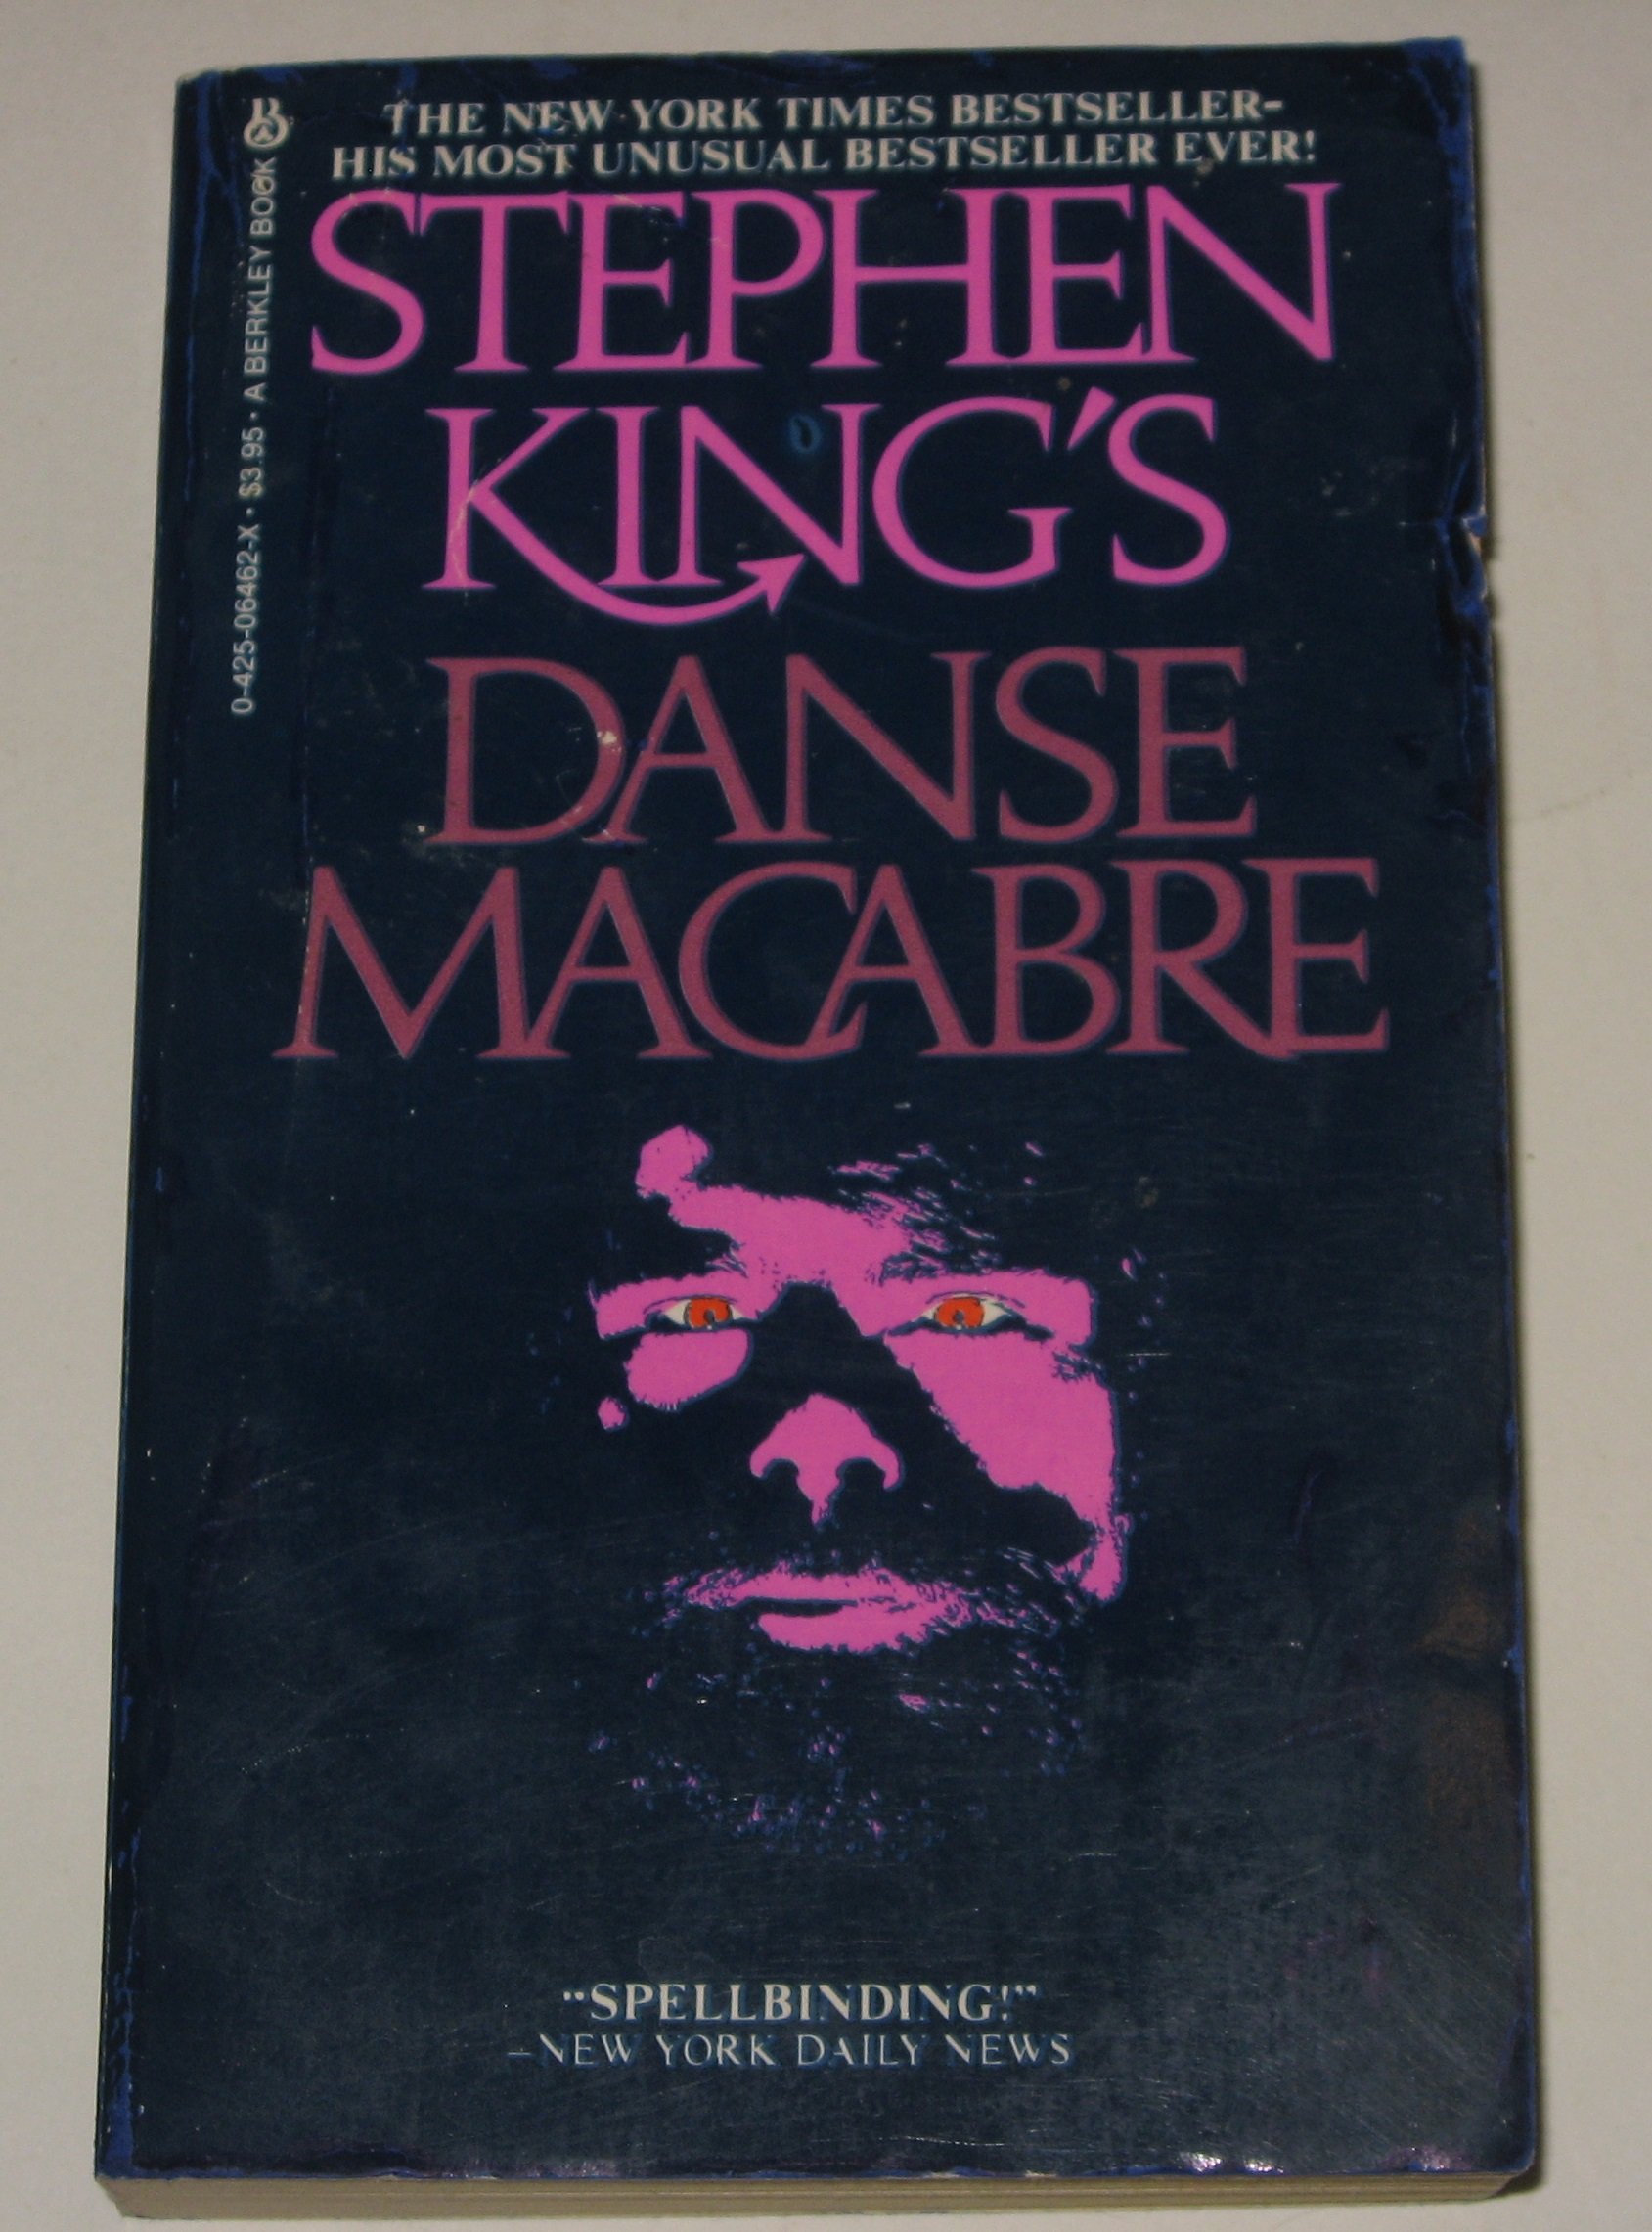 THE NEW YORK TIMES BESTSELLER-
HIS MOST UNUSUAL BESTSELLER EVER!
STEPHEN
KING'S
DANSE
MACABRE
0-425-06462-X • $3.95 • A BERKLEY BOOK
"SPELLBINDING!"
—NEW YORK DAILY NEWS